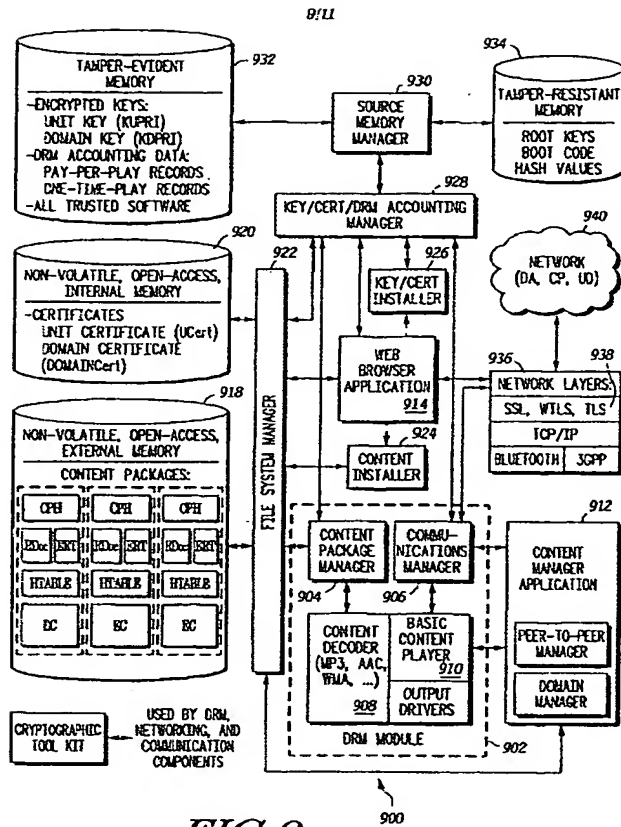 9/11
932
TAMPER-EVIDENT
MEMORY
-ENCRYPTED KEYS:
UNIT KEY (KUPRI)
DOMAIN KEY (KDPRI)
-DRM ACCOUNTING DATA:
PAY-PER-PLAY RECORDS
ONE-TIME-PLAY RECORDS
-ALL TRUSTED SOFTWARE
930
SOURCE
MEMORY
MANAGER
934
TAMPER-RESISTANT
MEMORY
ROOT KEYS
BOOT CODE
HASH VALUES
928
KEY/CERT/DRM ACCOUNTING
MANAGER
920
NON-VOLATILE, OPEN-ACCESS,
INTERNAL MEMORY
-CERTIFICATES
UNIT CERTIFICATE (UCert)
DOMAIN CERTIFICATE
(DOMAINCert)
922
FILE SYSTEM MANAGER
926
KEY/CERT
INSTALLER
940
NETWORK
(DA, CP, UD)
WEB
BROWSER
APPLICATION
914
936
938
NETWORK LAYERS:
SSL, WTLS, TLS
TCP/IP
BLUETOOTH
3GPP
924
CONTENT
INSTALLER
918
NON-VOLATILE, OPEN-ACCESS,
EXTERNAL MEMORY
CONTENT PACKAGES:
CPH CPH CPH
RDoc ERT RDoc ERT RDoc ERT
HTABLE HTABLE HTABLE
EC EC EC
CONTENT
PACKAGE
MANAGER
904
COMMU-
NICATIONS
MANAGER
906
CONTENT
DECODER
(MP3, AAC,
WMA, ...)
908
BASIC
CONTENT
PLAYER
910
OUTPUT
DRIVERS
DRM MODULE
902
912
CONTENT
MANAGER
APPLICATION
PEER-TO-PEER
MANAGER
DOMAIN
MANAGER
CRYPTOGRAPHIC
TOOL KIT
USED BY DRM,
NETWORKING, AND
COMMUNICATION
COMPONENTS
900